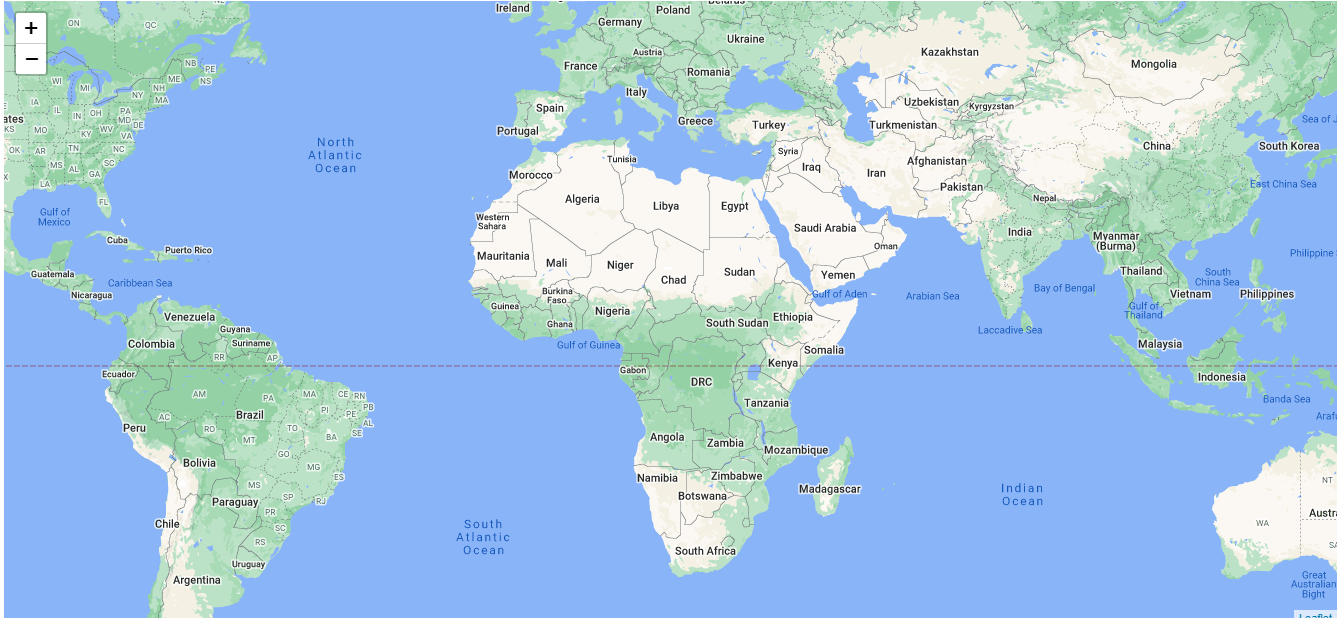 +
−
Ireland
Poland
Belarus
ON
QC
Germany
Ukraine
Austria
Kazakhstan
NB
PE
France
Romania
Mongolia
WI
MI
ME
NS
NH
NY
MA
Italy
Uzbekistan
Kyrgyzstan
IA
IL
IN
OH
PA
MD
DE
Spain
Greece
Turkey
Turkmenistan
ates
KS
MO
KY
WV
VA
Portugal
Sea of J
OK
AR
TN
NC
North
Atlantic
Ocean
Tunisia
Syria
Iraq
Iran
Afghanistan
China
South Korea
MS
AL
GA
SC
Morocco
Pakistan
East China Sea
X
LA
FL
Algeria
Libya
Egypt
Nepal
Gulf of
Mexico
Western
Sahara
Saudi Arabia
India
Myanmar
(Burma)
Cuba
Puerto Rico
Oman
Mauritania
Mali
Niger
Chad
Sudan
Yemen
Philippine
Guatemala
Caribbean Sea
Thailand
South
China Sea
Nicaragua
Burkina
Faso
Gulf of Aden
Arabian Sea
Bay of Bengal
Vietnam
Philippines
Guinea
Nigeria
Ethiopia
Gulf of
Thailand
Venezuela
Guyana
Ghana
South Sudan
Laccadive Sea
Colombia
Suriname
Gulf of Guinea
Somalia
Malaysia
RR
AP
Kenya
Ecuador
Gabon
DRC
Indonesia
AM
PA
MA
CE
RN
PB
Tanzania
Banda Sea
AC
Brazil
PI
PE
AL
Araf
Peru
RO
MT
TO
BA
SE
Angola
Zambia
Mozambique
Bolivia
GO
MG
Namibia
Zimbabwe
MS
ES
Madagascar
Indian
Ocean
NT
Paraguay
SP
RJ
Botswana
PR
Chile
SC
South
Atlantic
Ocean
WA
Austra
RS
South Africa
SA
Uruguay
Argentina
Great
Australian
Bight
Leaflet